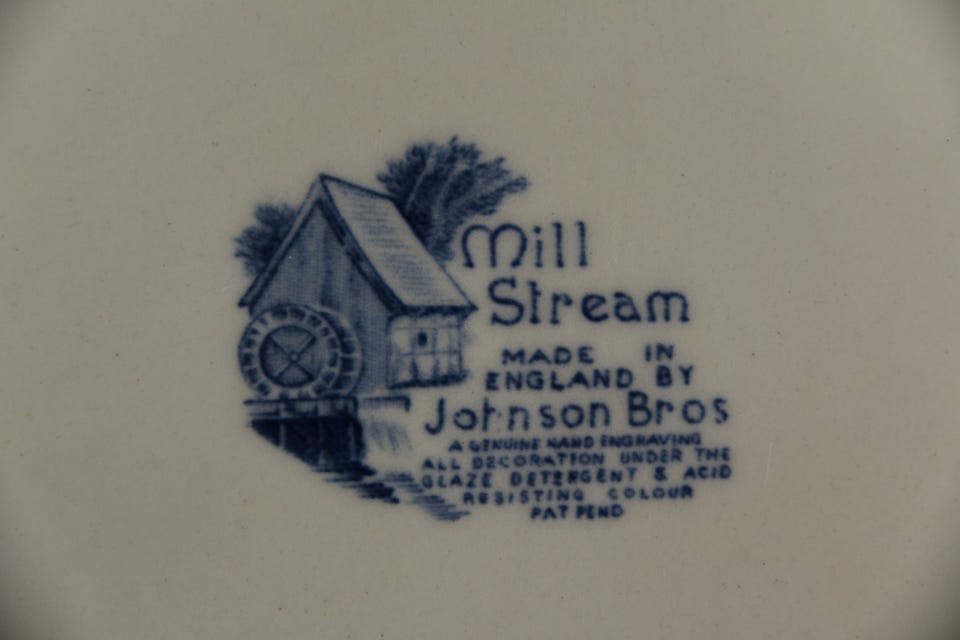 Mill
Stream
MADE IN
ENGLAND BY
Johnson Bros
A GENUINE HAND ENGRAVING
ALL DECORATION UNDER THE
GLAZE DETERGENT & ACID
RESISTING COLOUR
PAT PEND